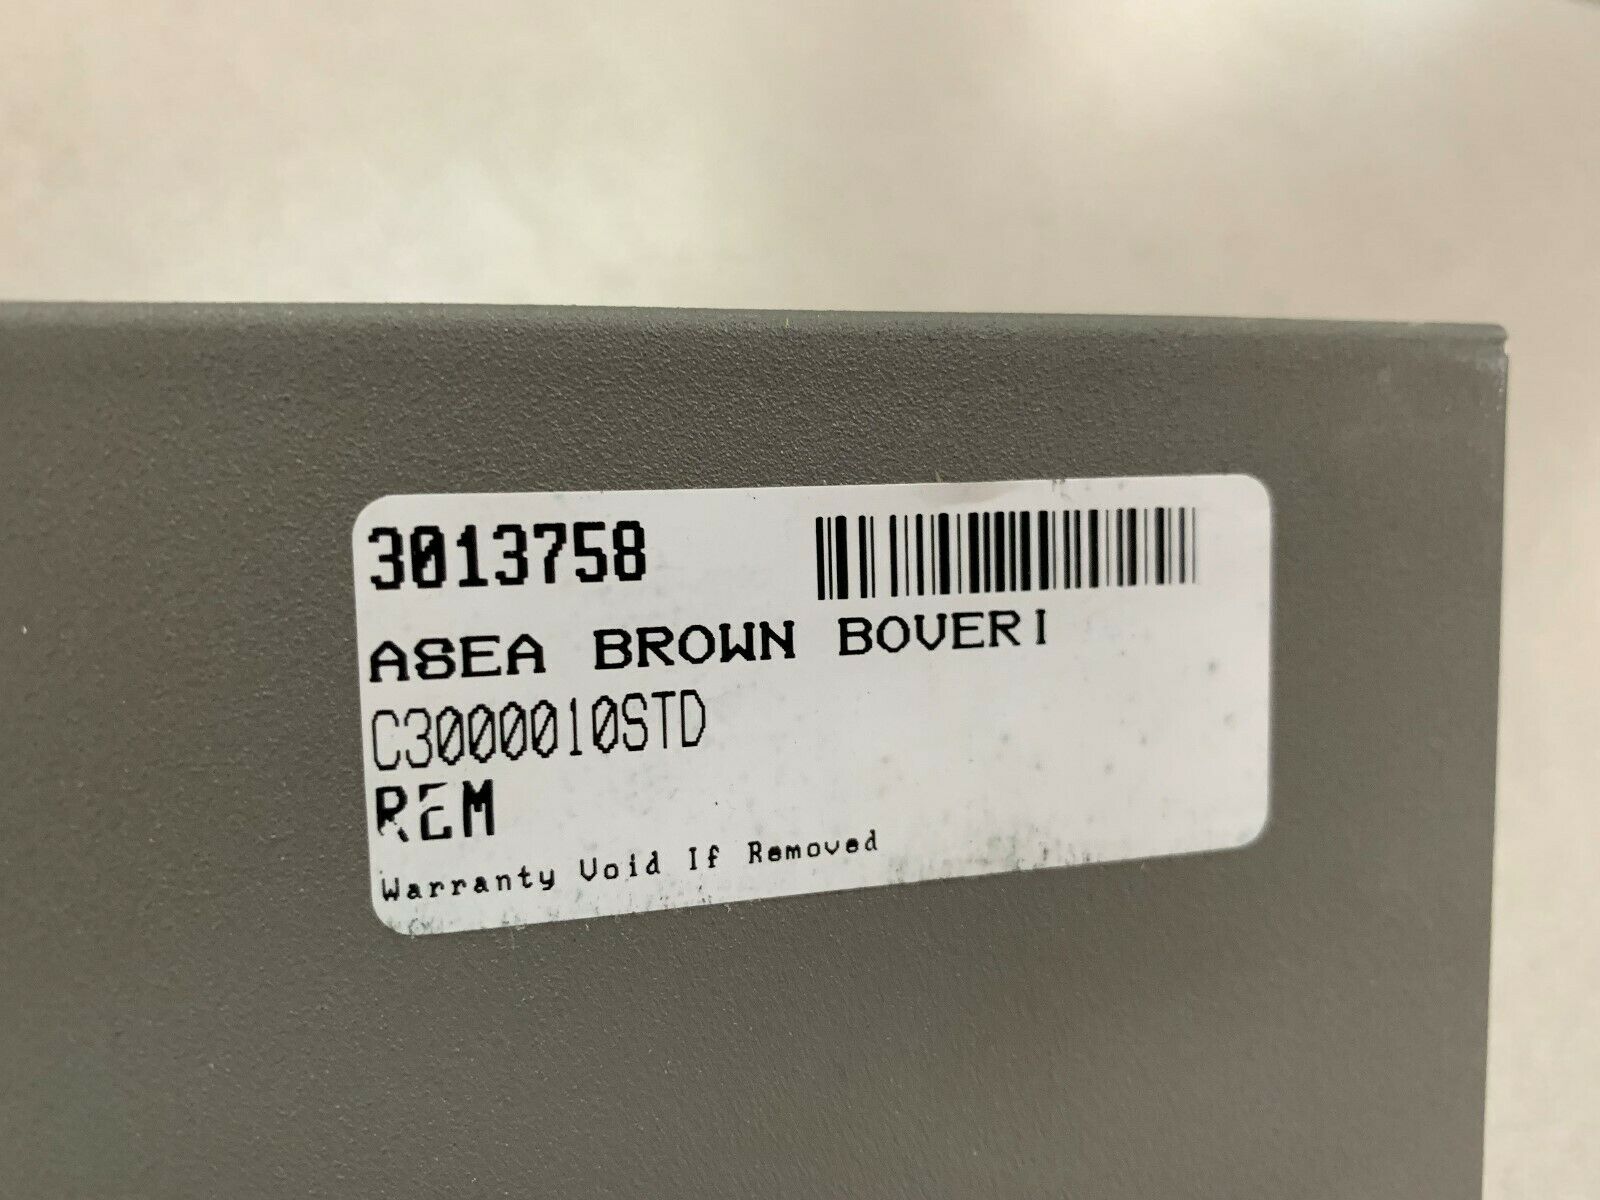 3013758
ASEA BROWN BOVERI
C3000010STD
REM
Warranty Void If Removed